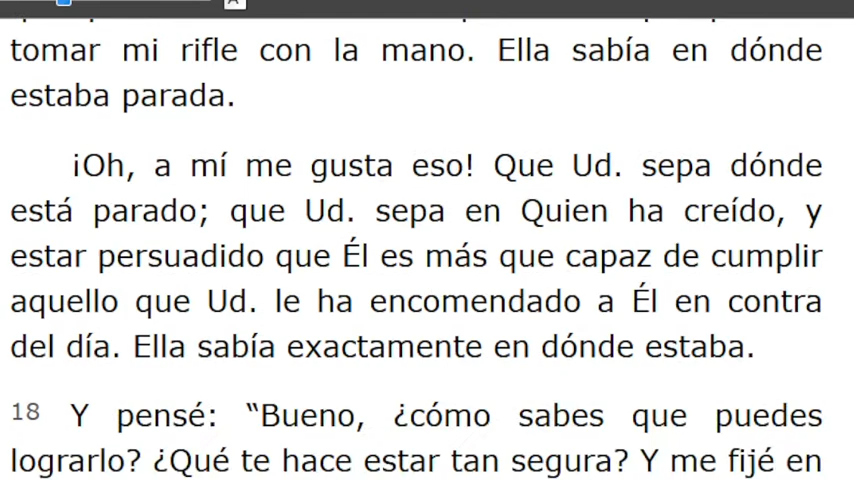 tomar mi rifle con la mano. Ella sabía en dónde
estaba parada.
¡Oh, a mí me gusta eso! Que Ud. sepa dónde
está parado; que Ud. sepa en Quien ha creído, y
estar persuadido que Él es más que capaz de cumplir
aquello que Ud. le ha encomendado a Él en contra
del día. Ella sabía exactamente en dónde estaba.
18 Y pensé: “Bueno, ¿cómo sabes que puedes
lograrlo? ¿Qué te hace estar tan segura? Y me fijé en